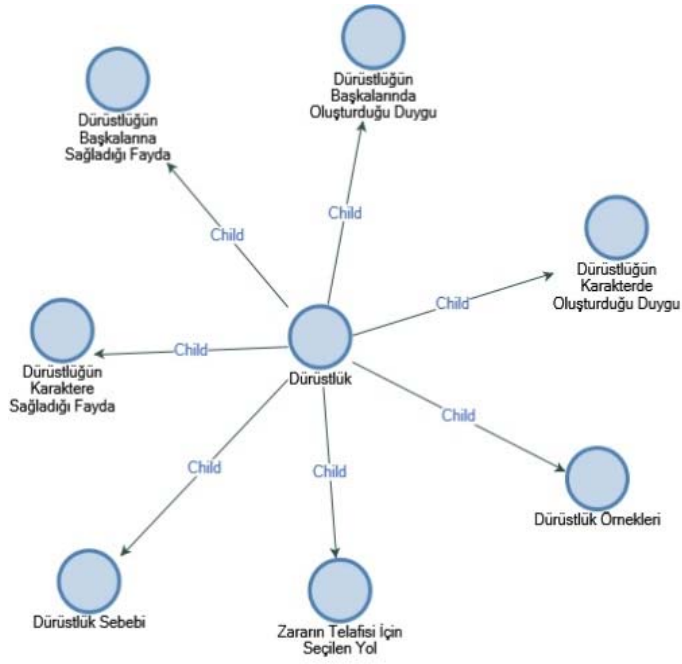 Dürüstlüğün
Başkalarında
Oluşturduğu Duygu
Dürüstlüğün
Başkalarına
Sağladığı Fayda
Child
Child
Dürüstlüğün
Karakterde
Oluşturduğu Duygu
Child
Child
Dürüstlüğün
Karaktere
Sağladığı Fayda
Dürüstlük
Child
Child
Child
Dürüstlük Örnekleri
Dürüstlük Sebebi
Zararın Telafisi İçin
Seçilen Yol